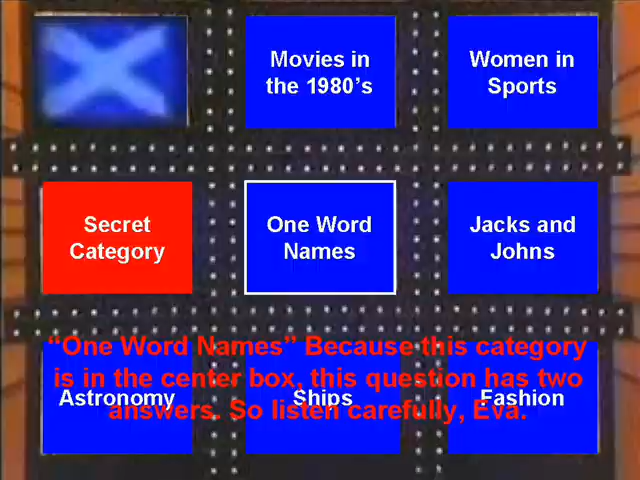 Movies in
the 1980's
Women in
Sports
Secret
Category
One Word
Names
Jacks and
Johns
"One Word Names" Because this category
is in the center box, this question has two
answers. So listen carefully, Eva.
Astronomy
Ships
Fashion